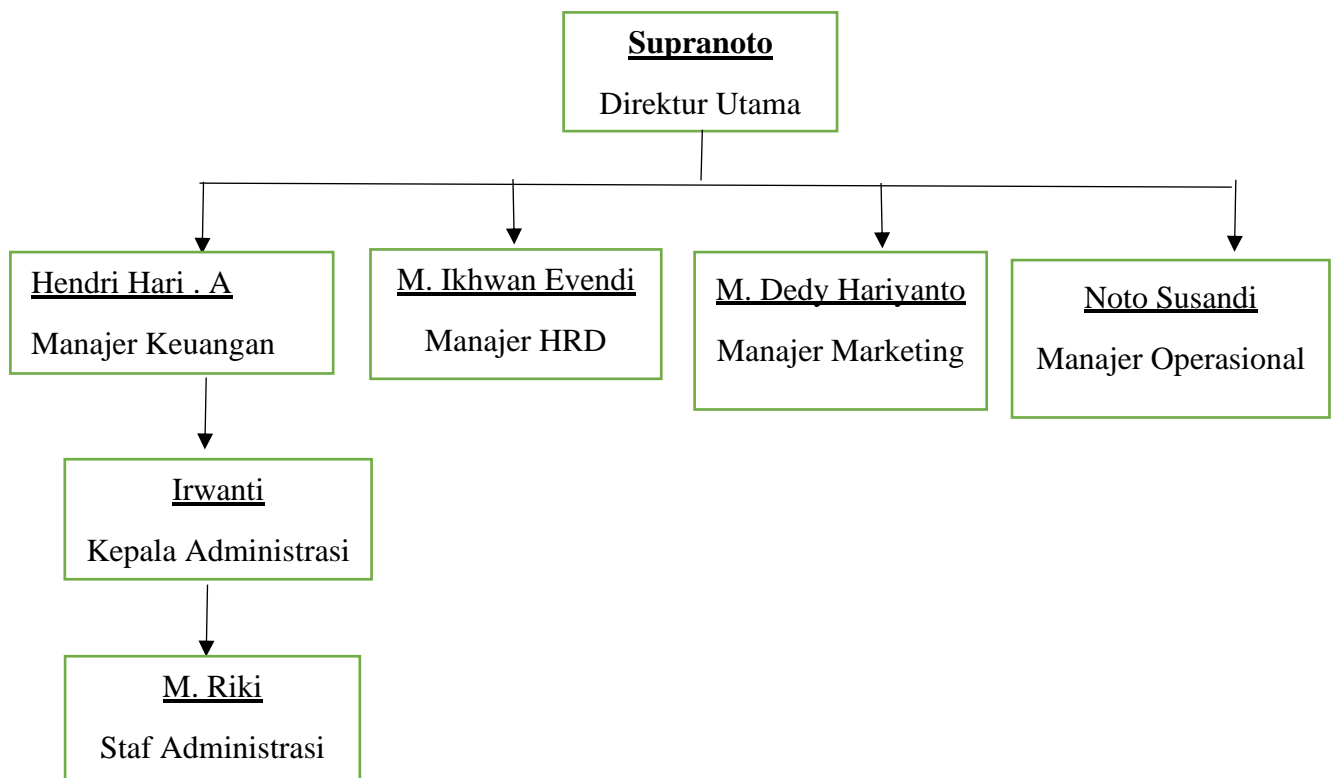 Supranoto
Direktur Utama
Hendri Hari . A
Manajer Keuangan
M. Ikhwan Evendi
Manajer HRD
M. Dedy Hariyanto
Manajer Marketing
Noto Susandi
Manajer Operasional
Irwanti
Kepala Administrasi
M. Riki
Staf Administrasi